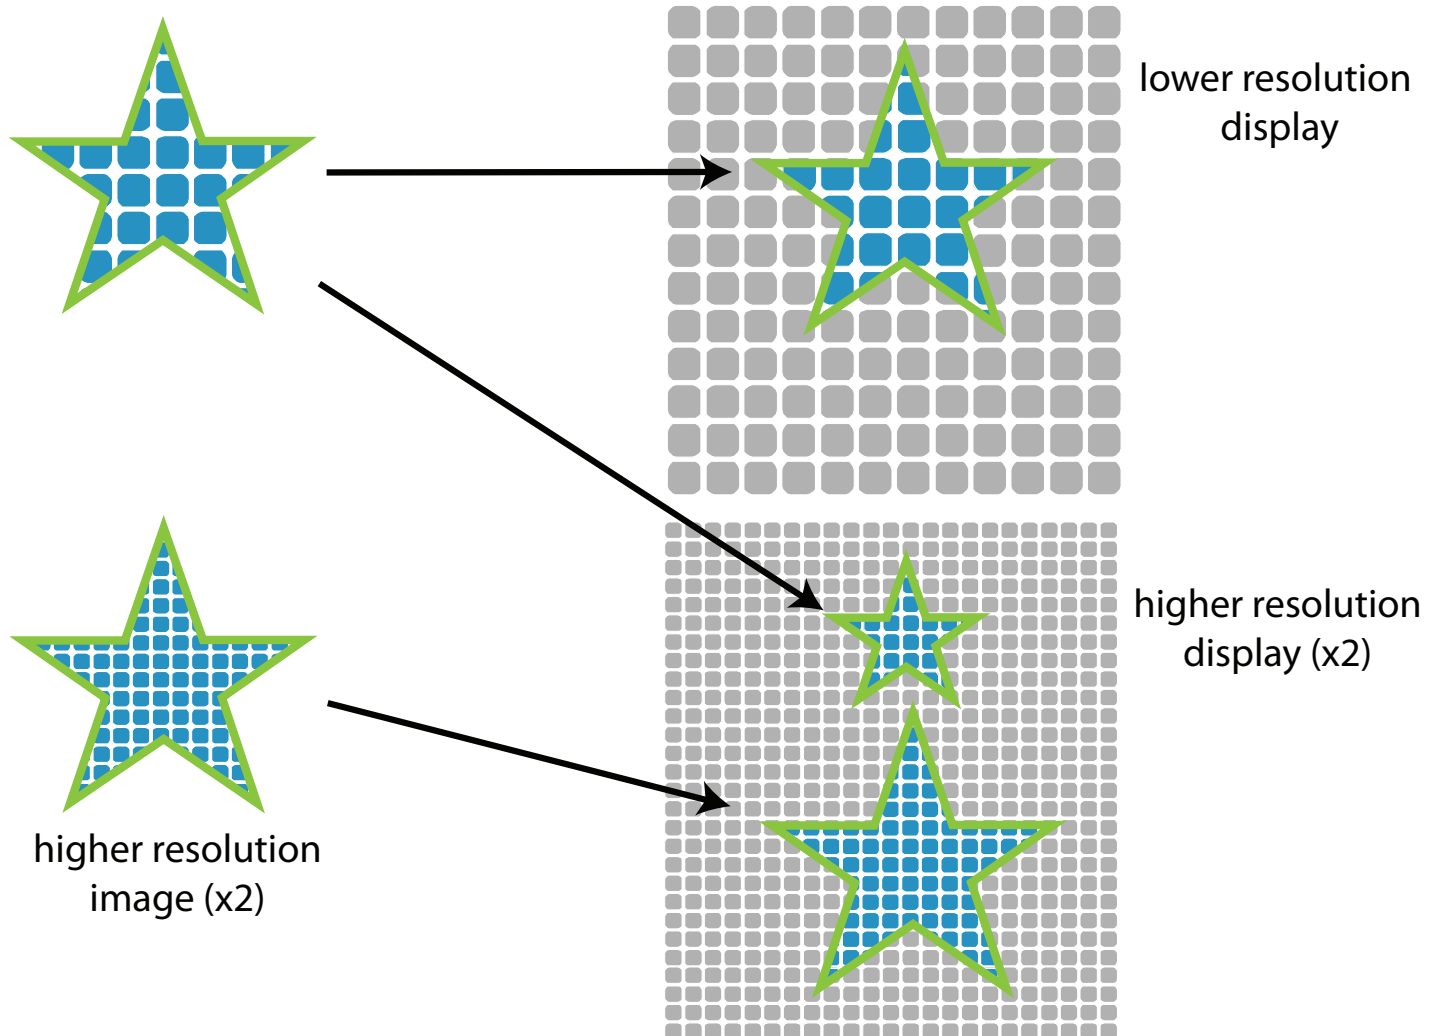 lower resolution
display
higher resolution
display (x2)
higher resolution
image (x2)